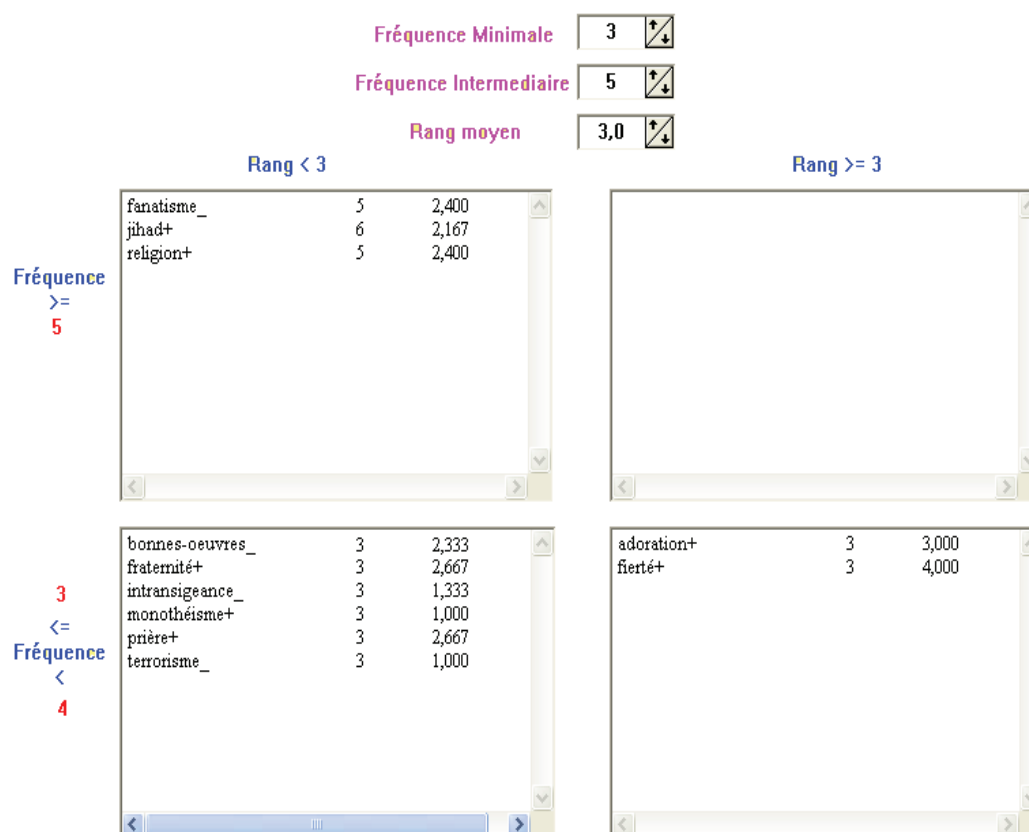 Fréquence Minimale 3
Fréquence Intermediaire 5
Rang moyen 3,0
Rang < 3
Rang >= 3
Fréquence
>=
5
fanatisme_ 5 2,400
jihad+ 6 2,167
religion+ 5 2,400
3
<=
Fréquence
<
4
bonnes-oeuvres_ 3 2,333
fraternité+ 3 2,667
intransigeance_ 3 1,333
monothéisme+ 3 1,000
prière+ 3 2,667
terrorisme_ 3 1,000
adoration+ 3 3,000
fierté+ 3 4,000